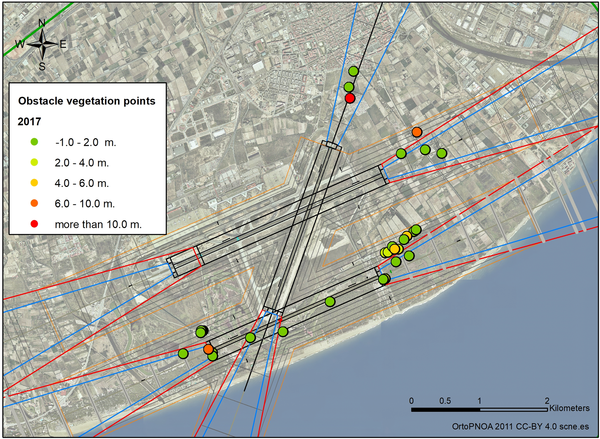 N
W E
S
Obstacle vegetation points
2017
-1.0 - 2.0 m.
2.0 - 4.0 m.
4.0 - 6.0 m.
6.0 - 10.0 m.
more than 10.0 m.
0 0.5 1 2
Kilometers
OrtoPNOA 2011 CC-BY 4.0 scne.es